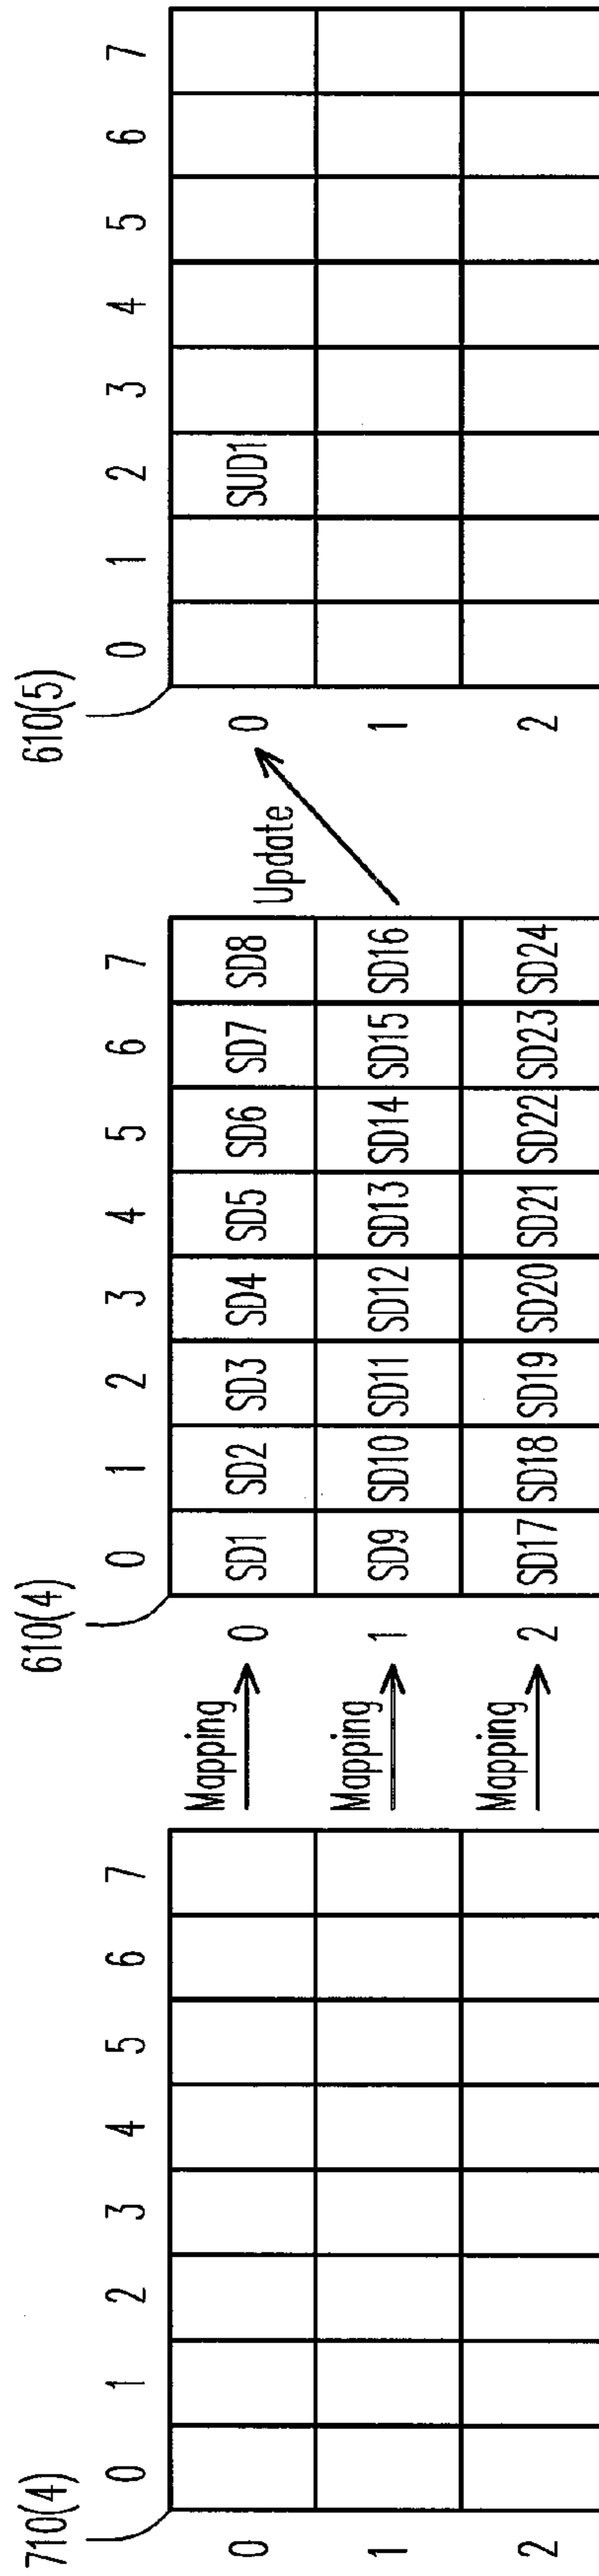 710(4)
0 1 2 3 4 5 6 7
0
1
2
Mapping
Mapping
Mapping
610(4)
0 1 2 3 4 5 6 7
0 SD1 SD2 SD3 SD4 SD5 SD6 SD7 SD8
1 SD9 SD10 SD11 SD12 SD13 SD14 SD15 SD16
2 SD17 SD18 SD19 SD20 SD21 SD22 SD23 SD24
Update
610(5)
0 1 2 3 4 5 6 7
0 SUD1
1
2